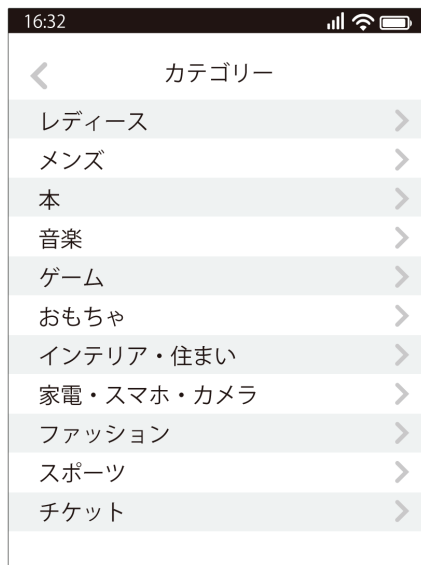 16:32
カテゴリー
レディース
メンズ
本
音楽
ゲーム
おもちゃ
インテリア・住まい
家電・スマホ・カメラ
ファッション
スポーツ
チケット